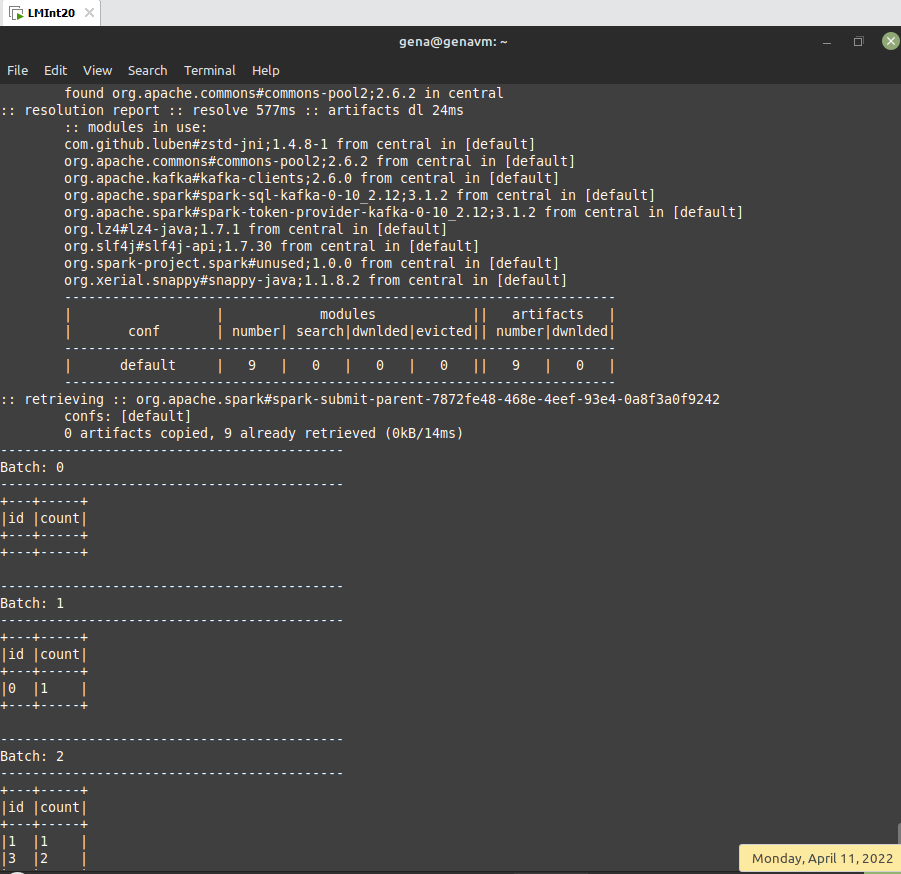 LMInt20
gena@genavm: ~
File Edit View Search Terminal Help
found org.apache.commons#commons-pool2;2.6.2 in central
:: resolution report :: resolve 577ms :: artifacts dl 24ms
:: modules in use:
com.github.luben#zstd-jni;1.4.8-1 from central in [default]
org.apache.commons#commons-pool2;2.6.2 from central in [default]
org.apache.kafka#kafka-clients;2.6.0 from central in [default]
org.apache.spark#spark-sql-kafka-0-10_2.12;3.1.2 from central in [default]
org.apache.spark#spark-token-provider-kafka-0-10_2.12;3.1.2 from central in [default]
org.lz4#lz4-java;1.7.1 from central in [default]
org.slf4j#slf4j-api;1.7.30 from central in [default]
org.spark-project.spark#unused;1.0.0 from central in [default]
org.xerial.snappy#snappy-java;1.1.8.2 from central in [default]
---------------------------------------------------------------------
|                  |            modules            ||   artifacts   |
|       conf       | number| search|dwnlded|evicted|| number|dwnlded|
---------------------------------------------------------------------
|      default     |   9   |   0   |   0   |   0   ||   9   |   0   |
---------------------------------------------------------------------
:: retrieving :: org.apache.spark#spark-submit-parent-7872fe48-468e-4eef-93e4-0a8f3a0f9242
confs: [default]
0 artifacts copied, 9 already retrieved (0kB/14ms)
-------------------------------------------
Batch: 0
-------------------------------------------
+---+-----+
|id |count|
+---+-----+
+---+-----+
-------------------------------------------
Batch: 1
-------------------------------------------
+---+-----+
|id |count|
+---+-----+
|0  |1    |
+---+-----+
-------------------------------------------
Batch: 2
-------------------------------------------
+---+-----+
|id |count|
+---+-----+
|1  |1    |
|3  |2    |
Monday, April 11, 2022